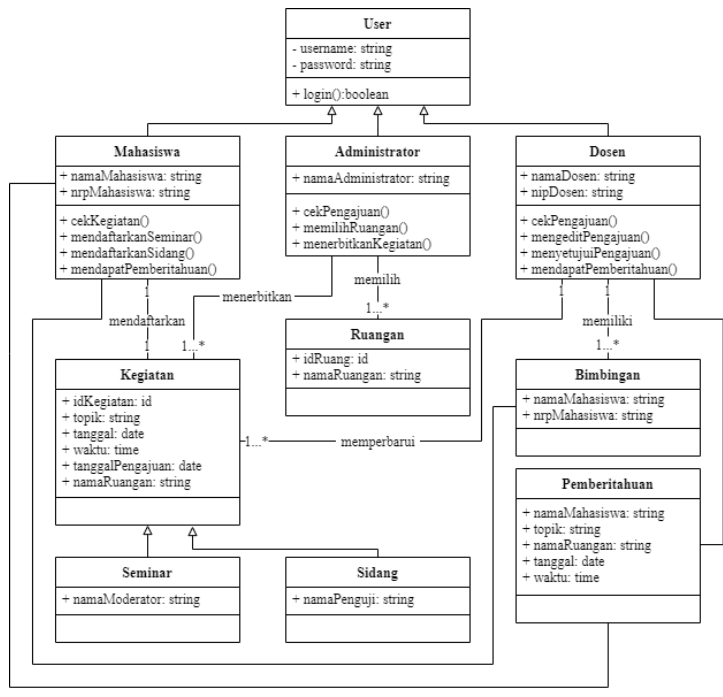 User
- username: string
- password: string
+ login():boolean
Mahasiswa
+ namaMahasiswa: string
+ nrpMahasiswa: string
+ cekKegiatan()
+ mendaftarkanSeminar()
+ mendaftarkanSidang()
+ mendapatPemberitahuan()
Administrator
+ namaAdministrator: string
+ cekPengajuan()
+ memilihRuangan()
+ menerbitkanKegiatan()
Dosen
+ namaDosen: string
+ nipDosen: string
+ cekPengajuan()
+ mengeditPengajuan()
+ menyetujuiPengajuan()
+ mendapatPemberitahuan()
1
mendaftarkan
1
menerbitkan
1...*
memilih
1...*
1
1
memiliki
1...*
Ruangan
+ idRuang: id
+ namaRuangan: string
Kegiatan
+ idKegiatan: id
+ topik: string
+ tanggal: date
+ waktu: time
+ tanggalPengajuan: date
+ namaRuangan: string
1...*
memperbarui
Bimbingan
+ namaMahasiswa: string
+ nrpMahasiswa: string
Pemberitahuan
+ namaMahasiswa: string
+ topik: string
+ namaRuangan: string
+ tanggal: date
+ waktu: time
Seminar
+ namaModerator: string
Sidang
+ namaPenguji: string